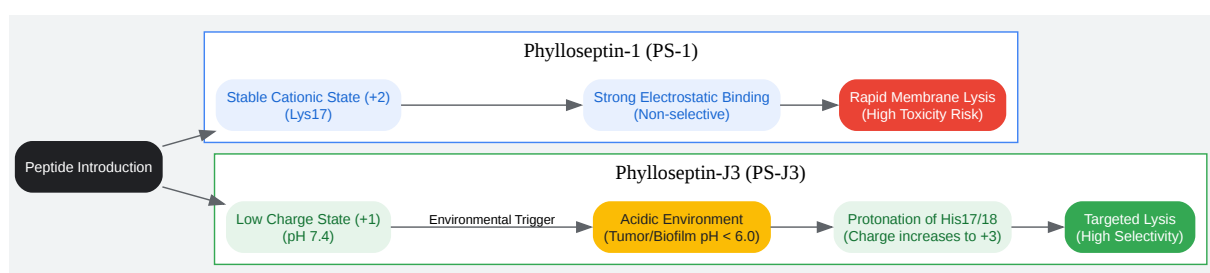 Phylloseptin-1 (PS-1)
Stable Cationic State (+2)
(Lys17)
Strong Electrostatic Binding
(Non-selective)
Rapid Membrane Lysis
(High Toxicity Risk)
Peptide Introduction
Phylloseptin-J3 (PS-J3)
Low Charge State (+1)
(pH 7.4)
Environmental Trigger
Acidic Environment
(Tumor/Biofilm pH < 6.0)
Protonation of His17/18
(Charge increases to +3)
Targeted Lysis
(High Selectivity)